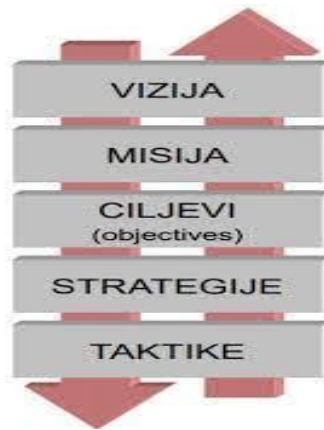 VIZIJA
MISIJA
CILJEVI
(objectives)
STRATEGIJE
TAKTIKE